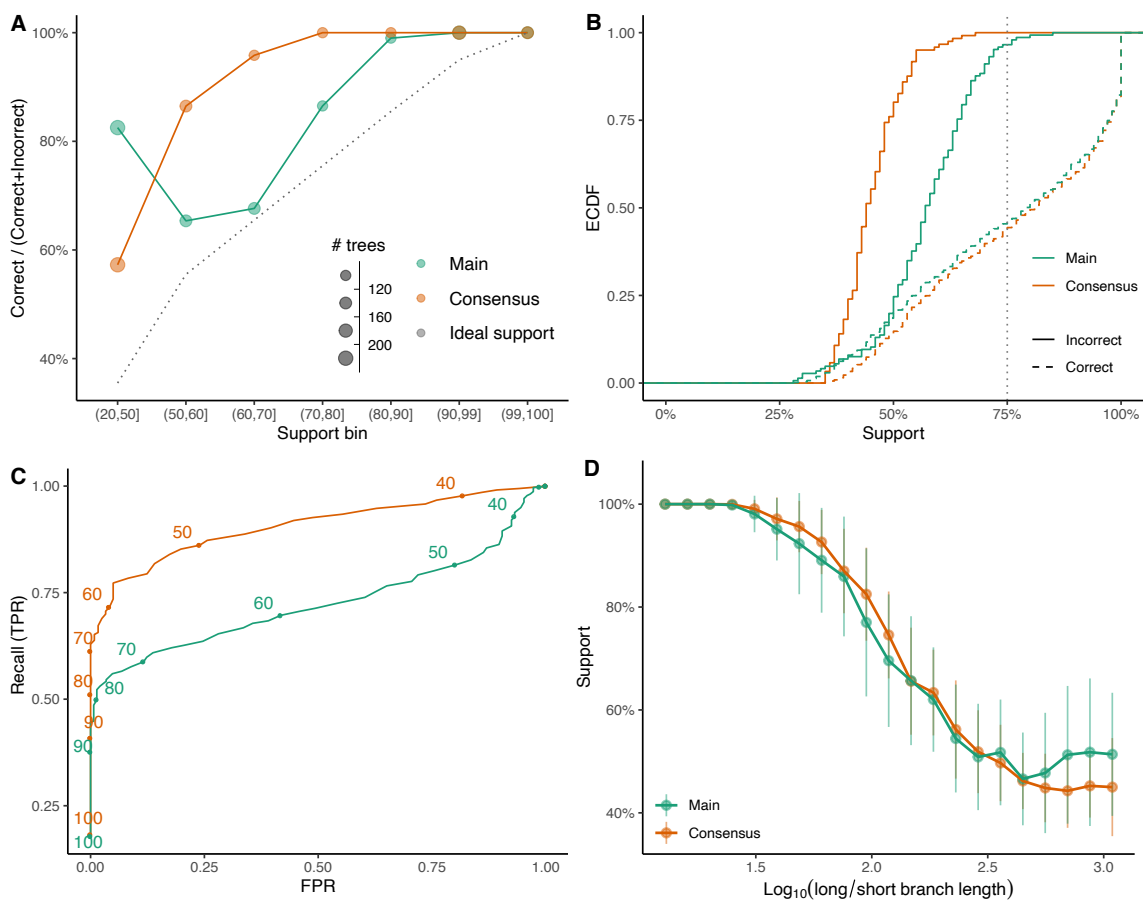 A
100%
80%
60%
40%
Correct / (Correct+Incorrect)
# trees
120
160
200
Main
Consensus
Ideal support
(20,50]
(50,60]
(60,70]
(70,80]
(80,90]
(90,99]
(99,100]
Support bin
B
1.00
0.75
0.50
0.25
0.00
ECDF
Main
Consensus
Incorrect
Correct
0%
25%
50%
75%
100%
Support
C
1.00
0.75
0.50
0.25
Recall (TPR)
40
50
60
70
80
90
100
40
50
60
70
80
90
100
0.00
0.25
0.50
0.75
1.00
FPR
D
100%
80%
60%
40%
Support
Main
Consensus
1.5
2.0
2.5
3.0
Log10(long/short branch length)